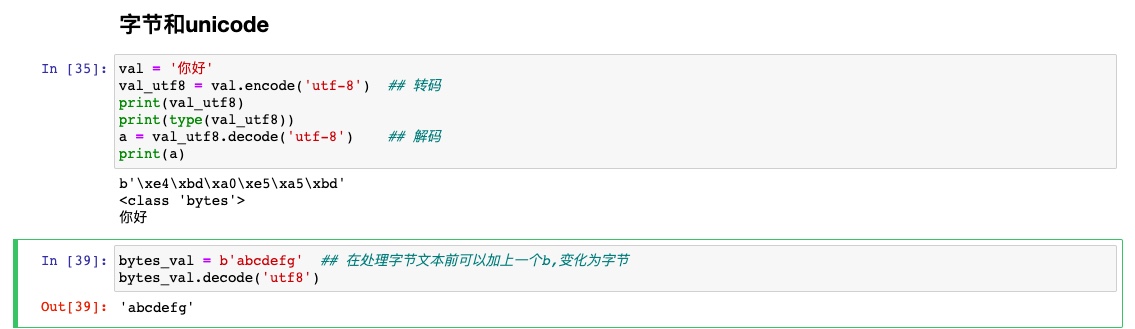 字节和unicode
In [35]: val = '你好'
val_utf8 = val.encode('utf-8')  ## 转码
print(val_utf8)
print(type(val_utf8))
a = val_utf8.decode('utf-8')    ## 解码
print(a)
b'\xe4\xbd\xa0\xe5\xa5\xbd'
<class 'bytes'>
你好
In [39]: bytes_val = b'abcdefg'  ## 在处理字节文本前可以加上一个b,变化为字节
bytes_val.decode('utf8')
Out[39]: 'abcdefg'